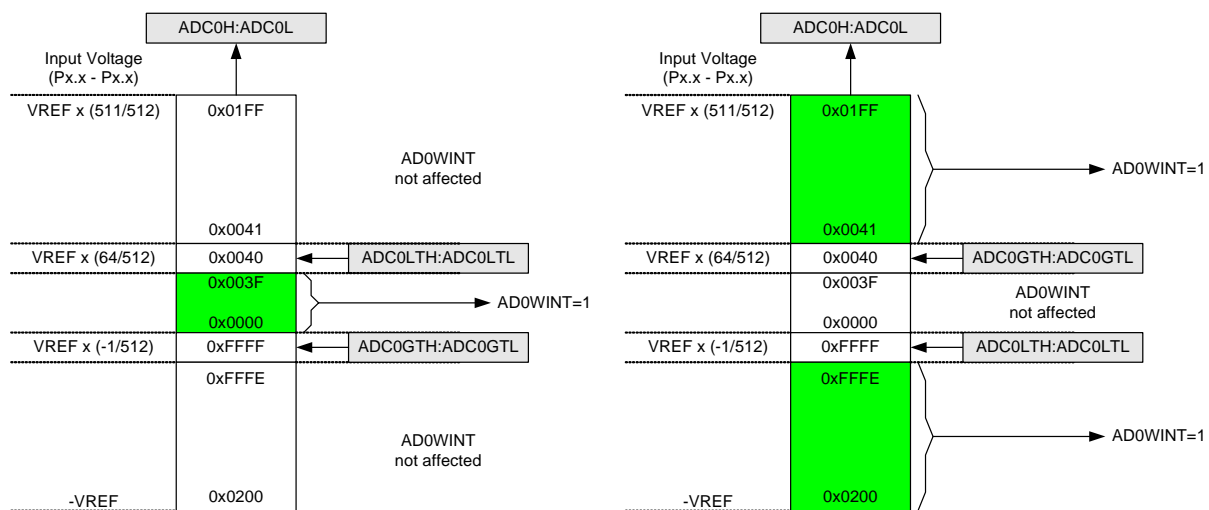 ADC0H:ADC0L
Input Voltage
(Px.x - Px.x)
VREF x (511/512)
0x01FF
AD0WINT
not affected
0x0041
VREF x (64/512)
0x0040
ADC0LTH:ADC0LTL
0x003F
AD0WINT=1
0x0000
VREF x (-1/512)
0xFFFF
ADC0GTH:ADC0GTL
0xFFFE
AD0WINT
not affected
-VREF
0x0200
ADC0H:ADC0L
Input Voltage
(Px.x - Px.x)
VREF x (511/512)
0x01FF
AD0WINT=1
0x0041
VREF x (64/512)
0x0040
ADC0GTH:ADC0GTL
0x003F
AD0WINT
not affected
0x0000
VREF x (-1/512)
0xFFFF
ADC0LTH:ADC0LTL
0xFFFE
AD0WINT=1
-VREF
0x0200